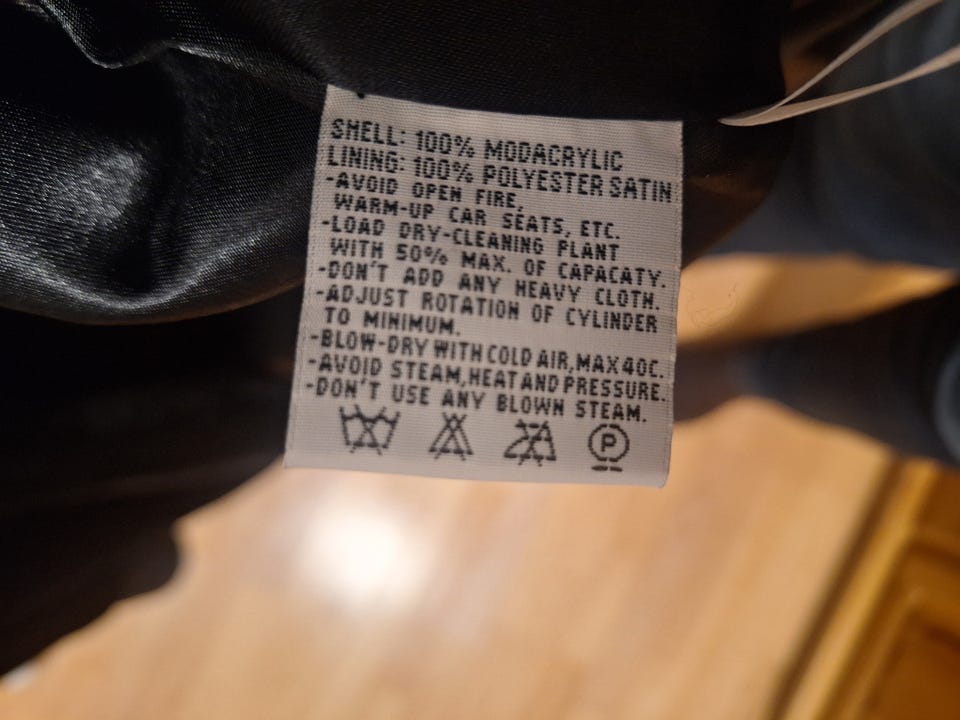 SHELL: 100% MODACRYLIC
LINING: 100% POLYESTER SATIN
-AVOID OPEN FIRE,
WARM-UP CAR SEATS, ETC.
-LOAD DRY-CLEANING PLANT
WITH 50% MAX. OF CAPACATY.
-DON'T ADD ANY HEAVY CLOTH.
-ADJUST ROTATION OF CYLINDER
TO MINIMUM.
-BLOW-DRY WITH COLD AIR, MAX 40C.
-AVOID STEAM, HEAT AND PRESSURE.
-DON'T USE ANY BLOWN STEAM.
P